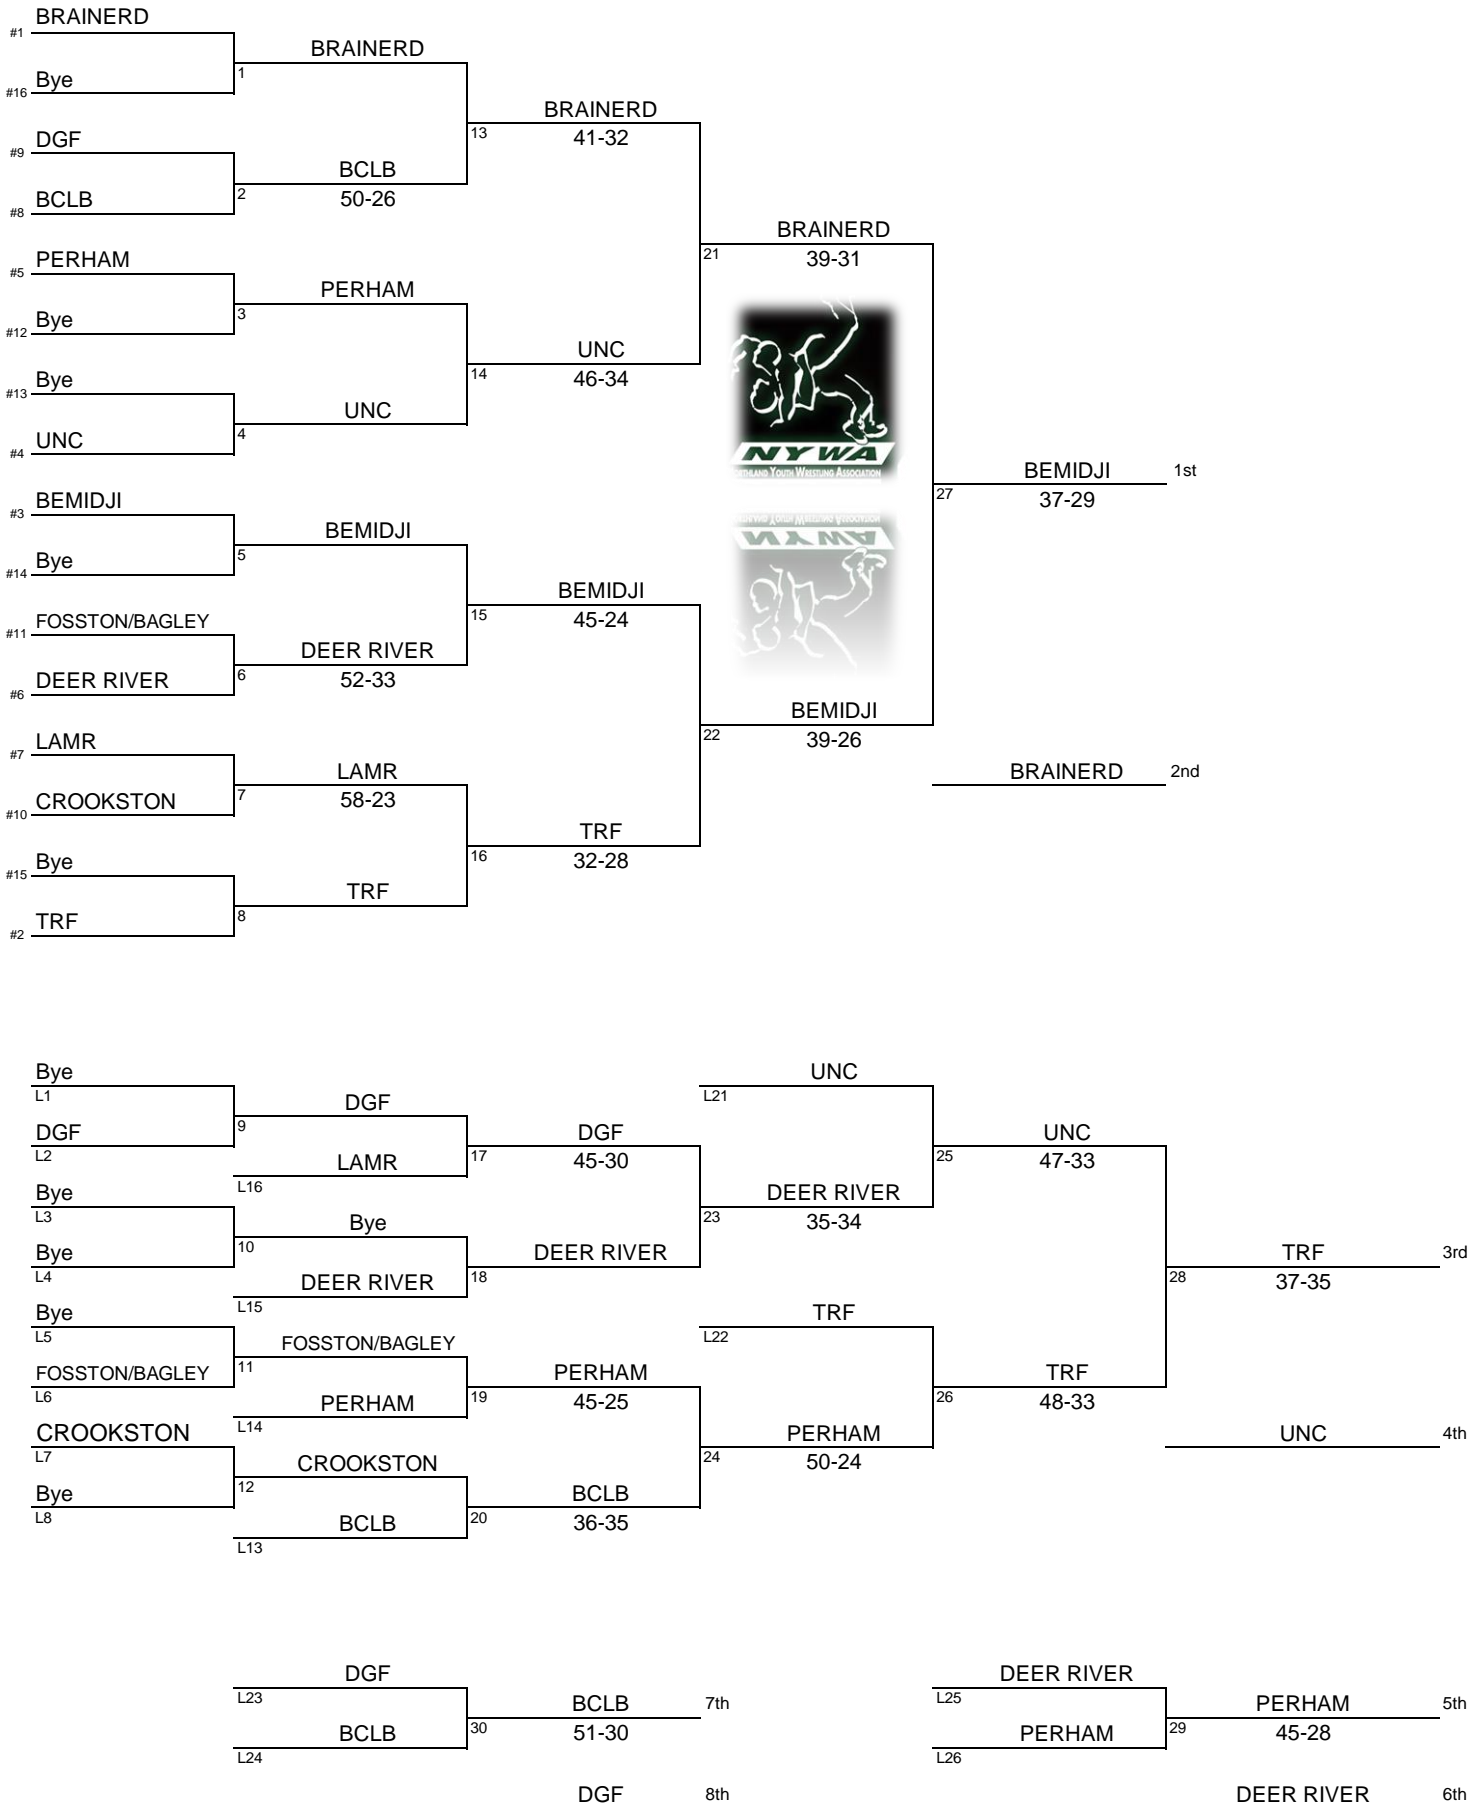 BRAINERD
#1
BRAINERD
1
Bye
#16
BRAINERD
13
41-32
DGF
#9
BCLB
2
50-26
BCLB
#8
BRAINERD
21
39-31
PERHAM
#5
PERHAM
3
Bye
#12
UNC
14
46-34
Bye
#13
UNC
4
UNC
#4
NYWA
BEMIDJI 1st
27
37-29
BEMIDJI
#3
BEMIDJI
5
Bye
#14
BEMIDJI
15
45-24
FOSSTON/BAGLEY
#11
DEER RIVER
6
52-33
DEER RIVER
#6
BEMIDJI
22
39-26
LAMR
#7
LAMR
7
58-23
BRAINERD 2nd
CROOKSTON
#10
TRF
16
32-28
Bye
#15
TRF
8
TRF
#2
Bye
L1
UNC
L21
DGF
9
DGF
L2
DGF
17
45-30
UNC
25
47-33
LAMR
L16
Bye
L3
DEER RIVER
23
35-34
Bye
10
Bye
L4
DEER RIVER
18
TRF 3rd
28
37-35
DEER RIVER
L15
Bye
L5
TRF
L22
FOSSTON/BAGLEY
11
FOSSTON/BAGLEY
L6
PERHAM
19
45-25
TRF
26
48-33
PERHAM
L14
CROOKSTON
L7
PERHAM
24
50-24
UNC 4th
CROOKSTON
12
Bye
L8
BCLB
20
36-35
BCLB
L13
DGF
L23
DEER RIVER
L25
BCLB 7th
30
51-30
PERHAM 5th
29
45-28
BCLB
L24
PERHAM
L26
DGF 8th
DEER RIVER 6th